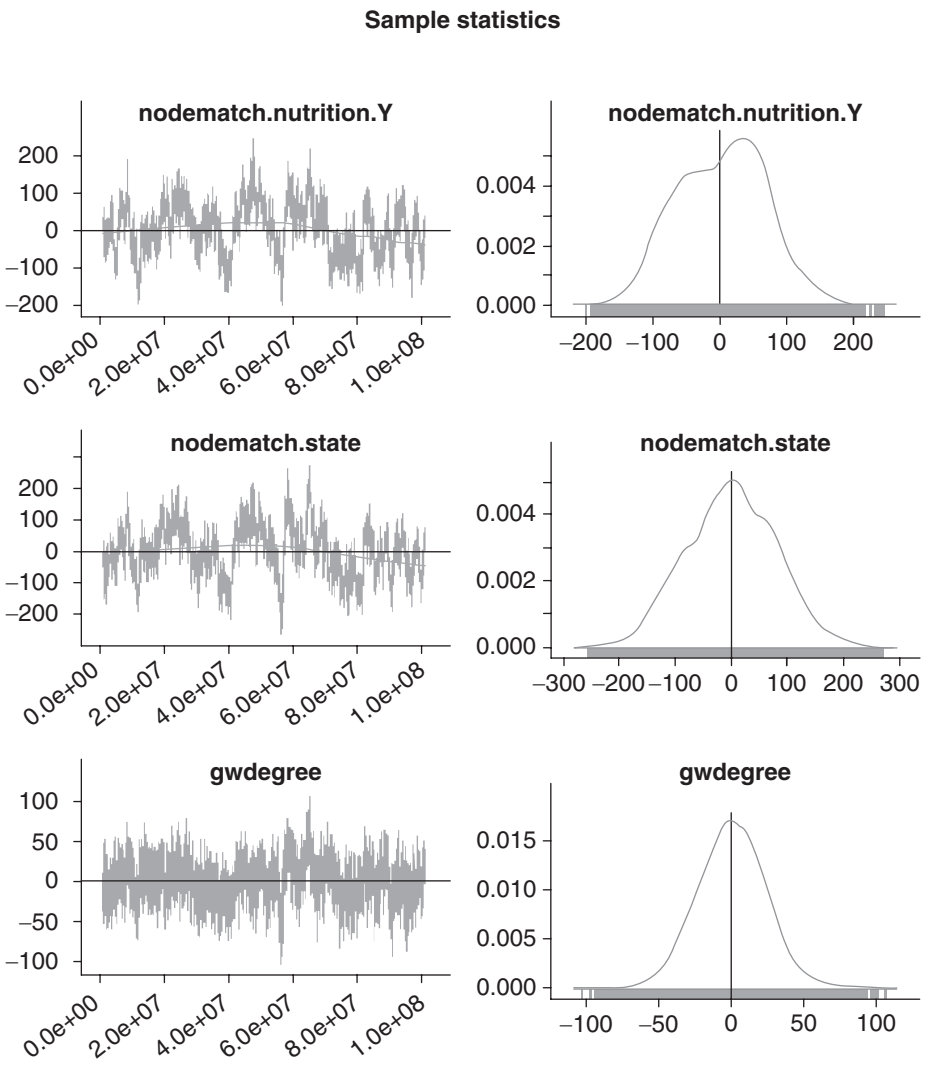 Sample statistics
nodematch.nutrition.Y
200
100
0
−100
−200
0.0e+00 2.0e+07 4.0e+07 6.0e+07 8.0e+07 1.0e+08
nodematch.nutrition.Y
0.004
0.002
0.000
−200 −100 0 100 200
nodematch.state
200
100
0
−100
−200
0.0e+00 2.0e+07 4.0e+07 6.0e+07 8.0e+07 1.0e+08
nodematch.state
0.004
0.002
0.000
−300 −200 −100 0 100 200 300
gwdegree
100
50
0
−50
−100
0.0e+00 2.0e+07 4.0e+07 6.0e+07 8.0e+07 1.0e+08
gwdegree
0.015
0.010
0.005
0.000
−100 −50 0 50 100